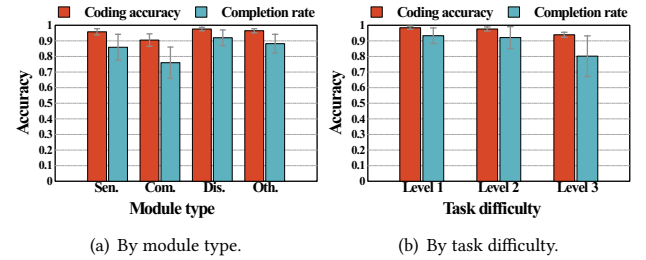 Coding accuracy Completion rate
1
0.9
0.8
0.7
0.6
0.5
0.4
0.3
0.2
0.1
0
Accuracy
Sen. Com. Dis. Oth.
Module type
(a) By module type.
Coding accuracy Completion rate
1
0.9
0.8
0.7
0.6
0.5
0.4
0.3
0.2
0.1
0
Accuracy
Level 1 Level 2 Level 3
Task difficulty
(b) By task difficulty.